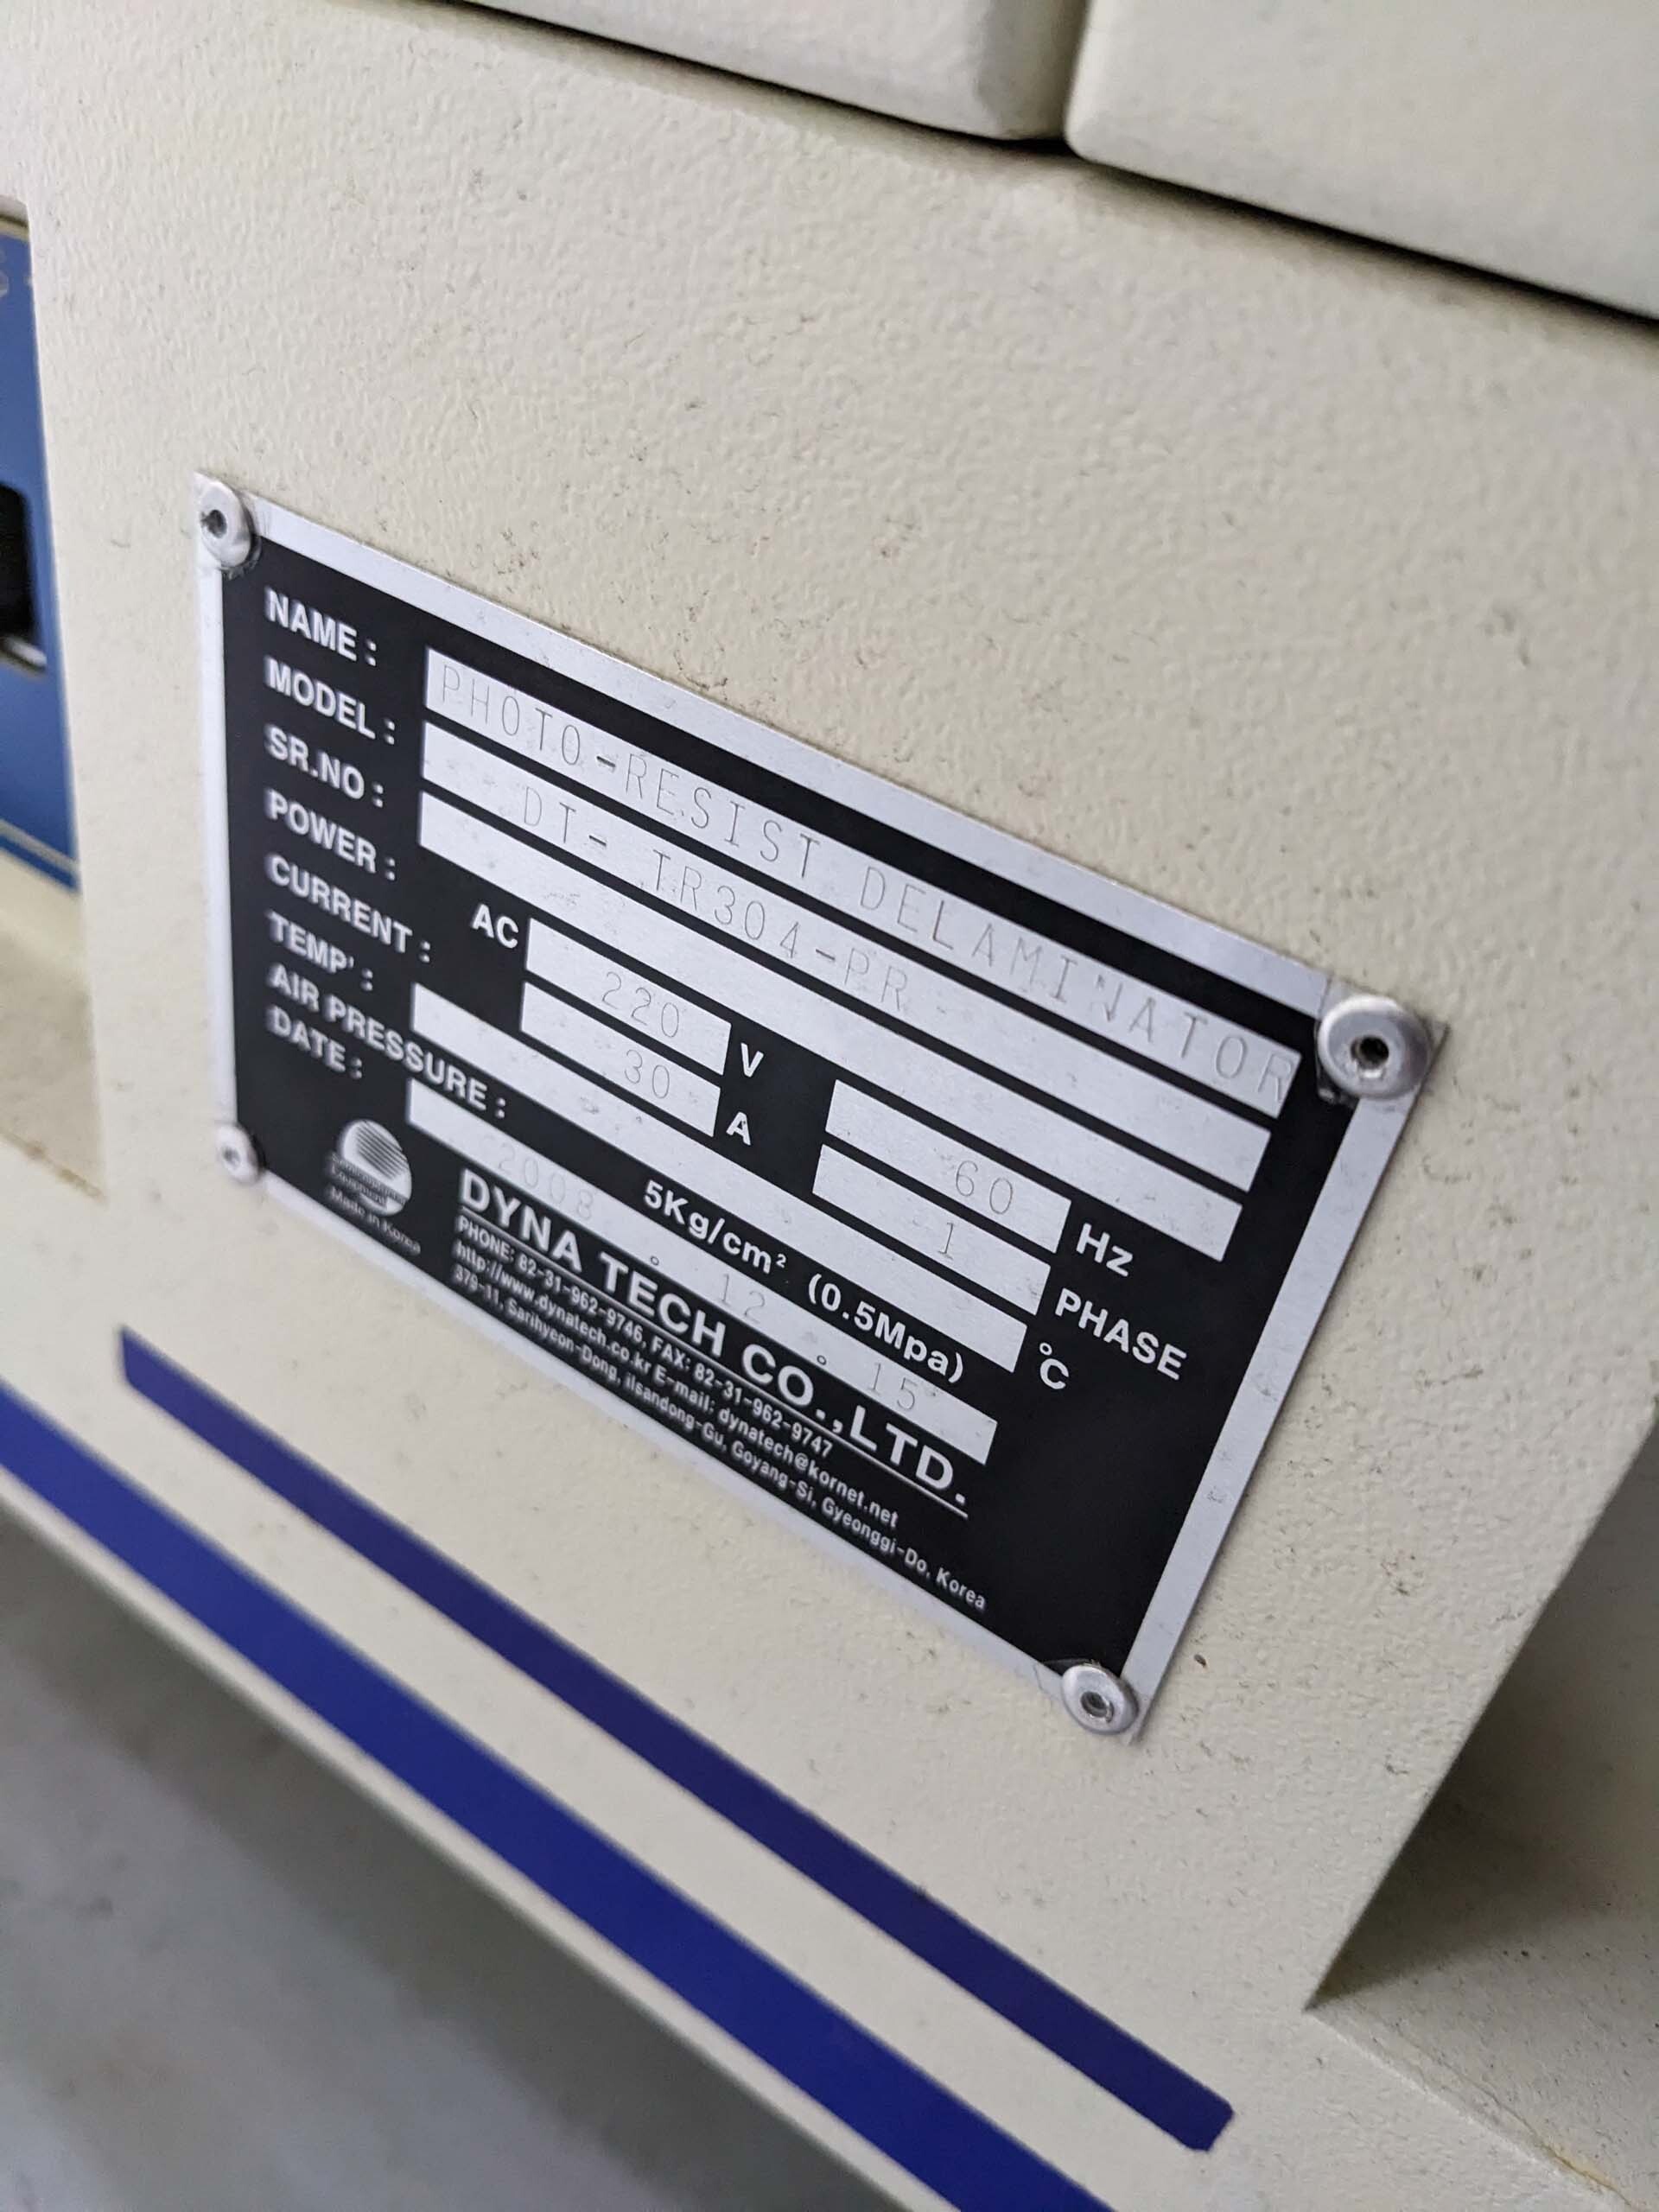 NAME : PHOTO-RESIST DELAMINATOR
MODEL : DT- TR304-PR
SR.NO :
POWER : AC 220 V 60 Hz
CURRENT : 30 A 1 PHASE
TEMP' : °C
AIR PRESSURE : 5Kg/cm² (0.5Mpa)
DATE : 2008 . 12 . 15
Made in Korea
DYNA TECH CO.,LTD.
PHONE: 82-31-962-9746, FAX: 82-31-962-9747
http://www.dynatech.co.kr E-mail: dynatech@kornet.net
379-11, Sarihyeon-Dong, ilsandong-Gu, Goyang-Si, Gyeonggi-Do, Korea